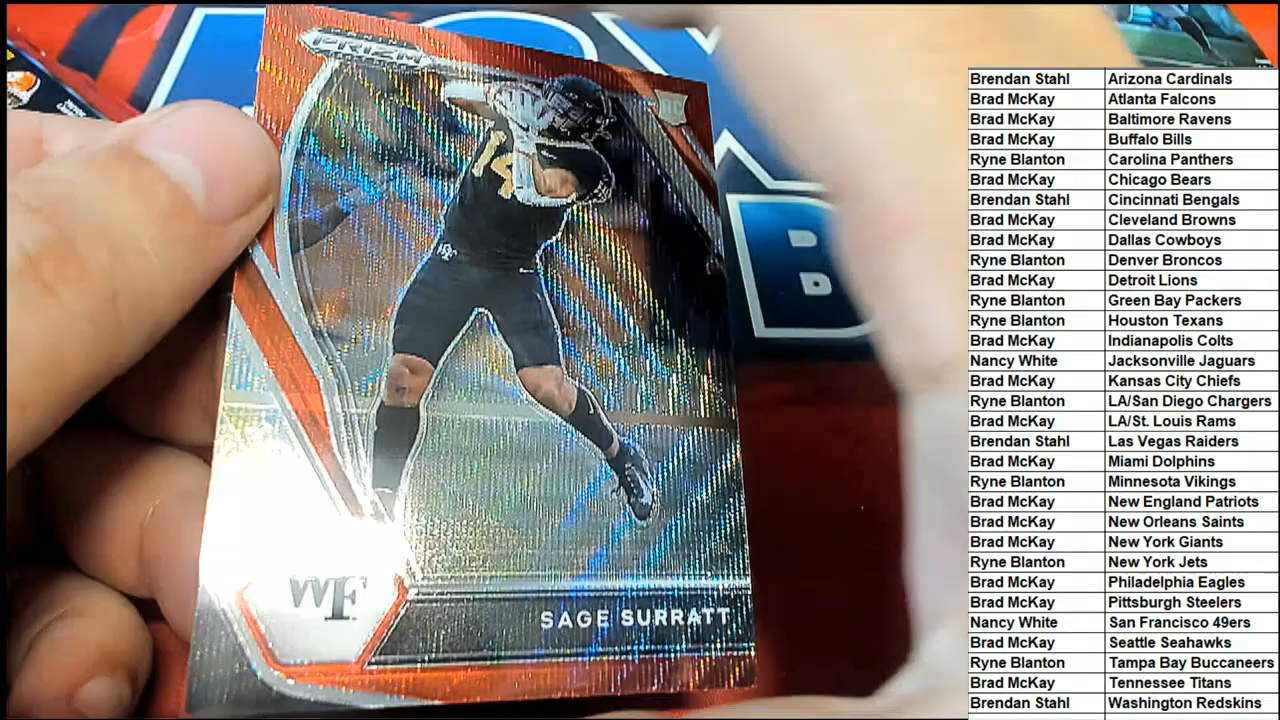 PRIZM
RC
14
WF
WF
SAGE SURRATT
B
Brendan Stahl Arizona Cardinals
Brad McKay Atlanta Falcons
Brad McKay Baltimore Ravens
Brad McKay Buffalo Bills
Ryne Blanton Carolina Panthers
Brad McKay Chicago Bears
Brendan Stahl Cincinnati Bengals
Brad McKay Cleveland Browns
Brad McKay Dallas Cowboys
Ryne Blanton Denver Broncos
Brad McKay Detroit Lions
Ryne Blanton Green Bay Packers
Ryne Blanton Houston Texans
Brad McKay Indianapolis Colts
Nancy White Jacksonville Jaguars
Brad McKay Kansas City Chiefs
Ryne Blanton LA/San Diego Chargers
Brad McKay LA/St. Louis Rams
Brendan Stahl Las Vegas Raiders
Brad McKay Miami Dolphins
Ryne Blanton Minnesota Vikings
Brad McKay New England Patriots
Brad McKay New Orleans Saints
Brad McKay New York Giants
Ryne Blanton New York Jets
Brad McKay Philadelphia Eagles
Brad McKay Pittsburgh Steelers
Nancy White San Francisco 49ers
Brad McKay Seattle Seahawks
Ryne Blanton Tampa Bay Buccaneers
Brad McKay Tennessee Titans
Brendan Stahl Washington Redskins